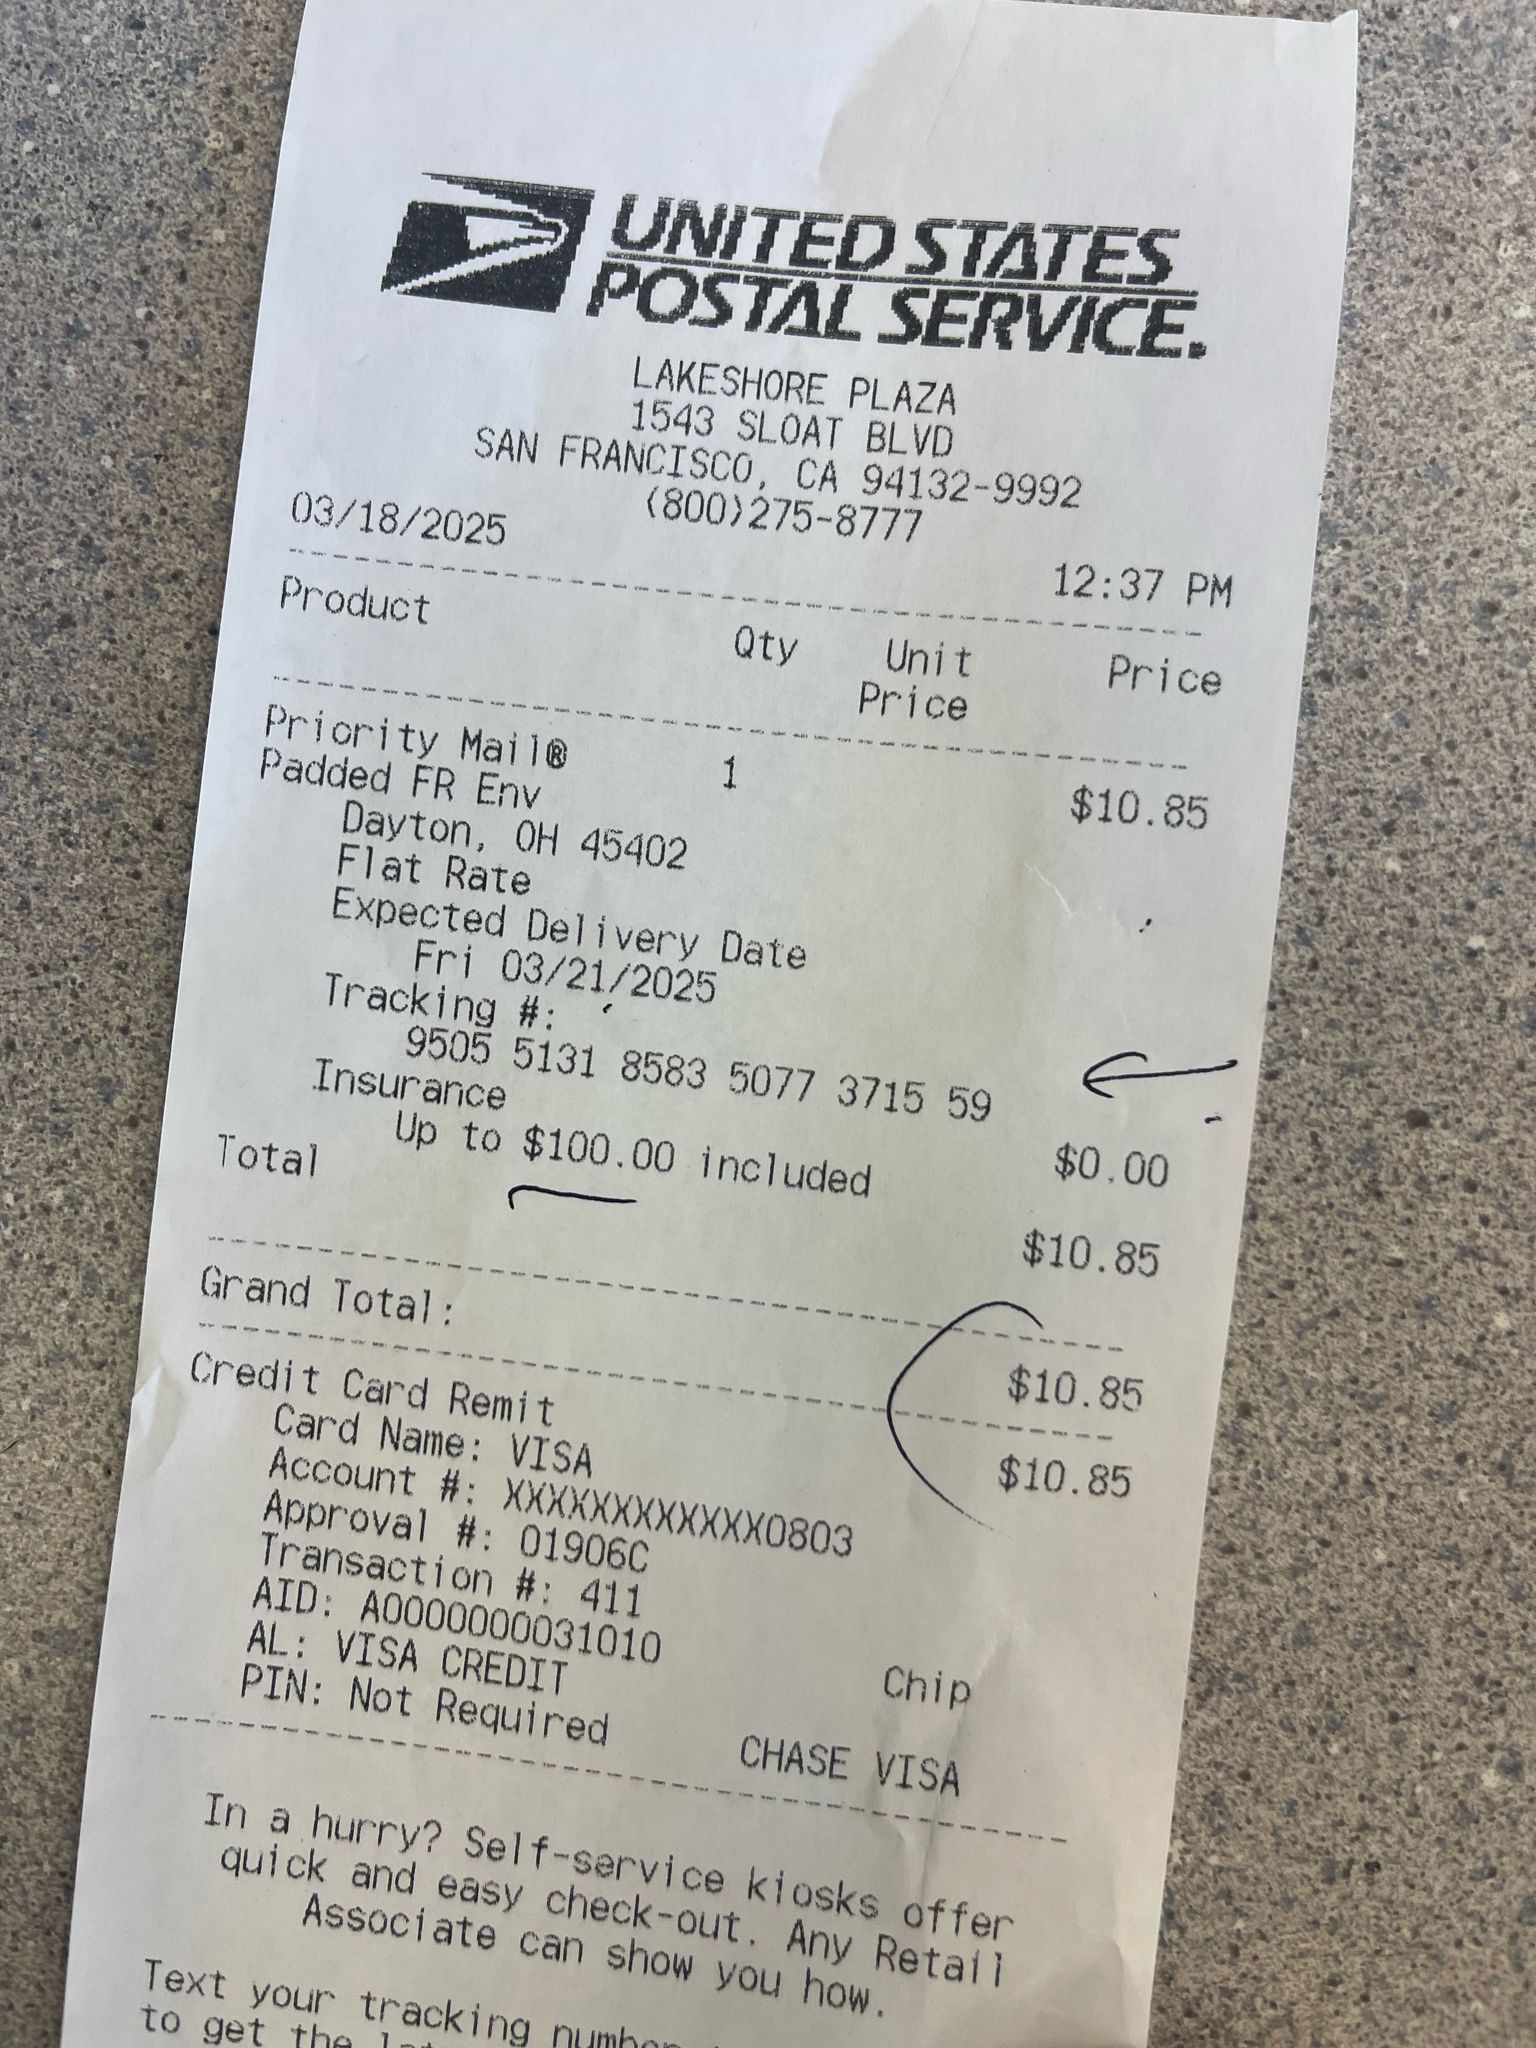 UNITED STATES
POSTAL SERVICE.
LAKESHORE PLAZA
1543 SLOAT BLVD
SAN FRANCISCO, CA 94132-9992
(800)275-8777
03/18/2025 12:37 PM
Product Qty Unit Price
Price
Priority Mail® 1 $10.85
Padded FR Env
Dayton, OH 45402
Flat Rate
Expected Delivery Date
Fri 03/21/2025
Tracking #:
9505 5131 8583 5077 3715 59
Insurance $0.00
Up to $100.00 included
Total $10.85
Grand Total: $10.85
Credit Card Remit $10.85
Card Name: VISA
Account #: XXXXXXXXXXXX0803
Approval #: 01906C
Transaction #: 411
AID: A0000000031010 Chip
AL: VISA CREDIT
PIN: Not Required CHASE VISA
In a hurry? Self-service kiosks offer
quick and easy check-out. Any Retail
Associate can show you how.
Text your tracking number
to get the